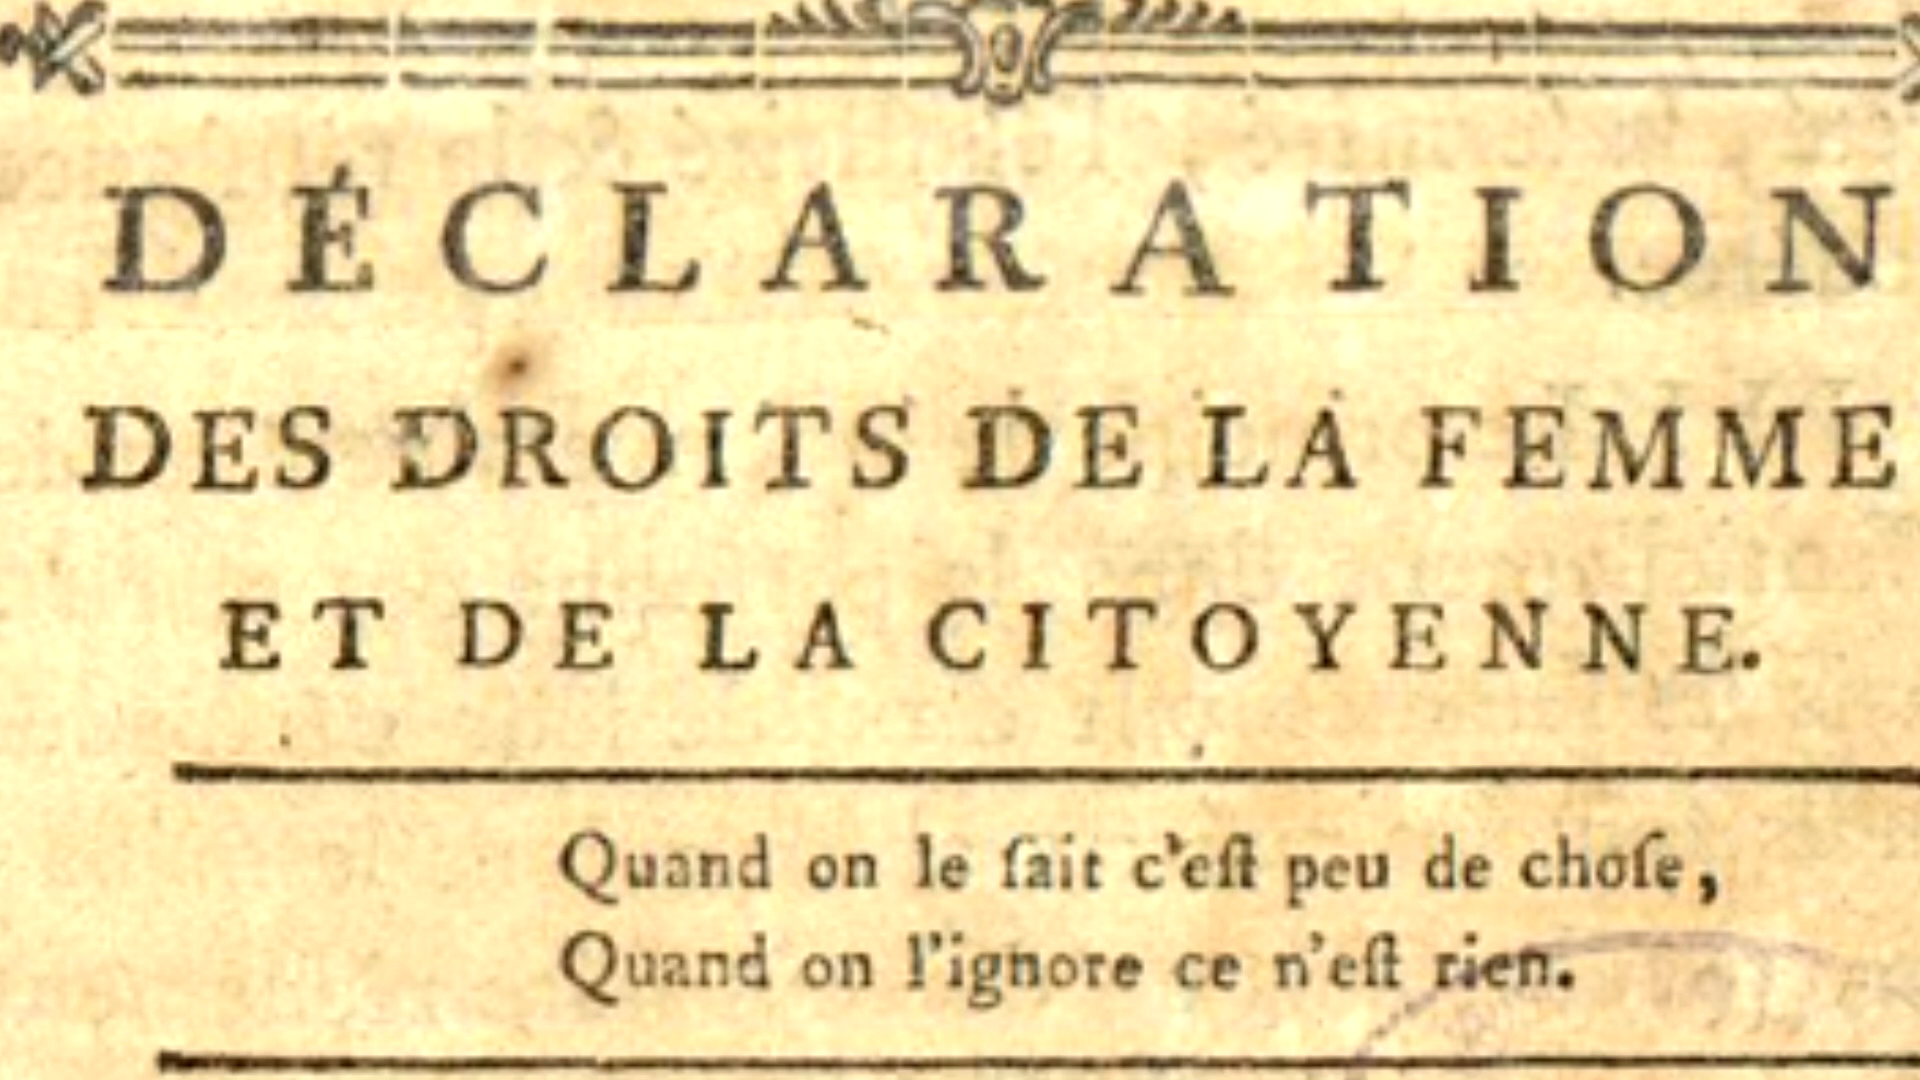 DÉCLARATION
DES DROITS DE LA FEMME
ET DE LA CITOYENNE.
Quand on le ſait c'eſt peu de choſe,
Quand on l'ignore ce n'eſt rien.